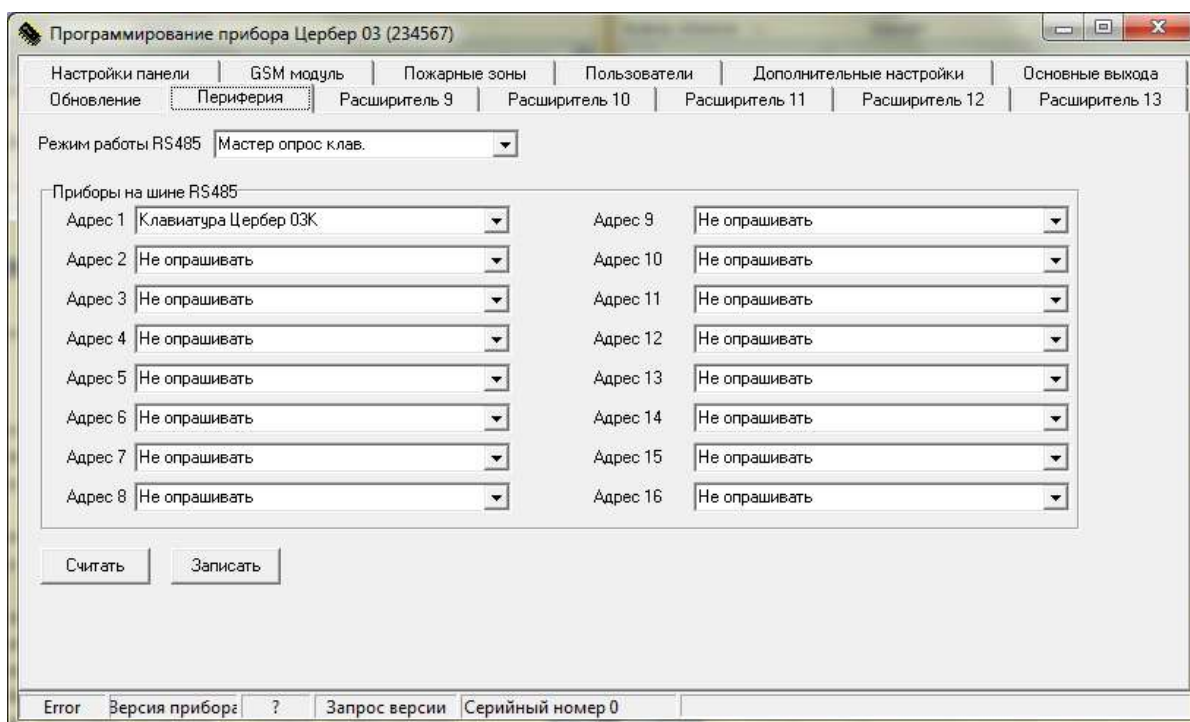 Программирование прибора Цербер 03 (234567)
Настройки панели GSM модуль Пожарные зоны Пользователи Дополнительные настройки Основные выхода
Обновление Периферия Расширитель 9 Расширитель 10 Расширитель 11 Расширитель 12 Расширитель 13
Режим работы RS485 Мастер опрос клав.
Приборы на шине RS485
Адрес 1 Клавиатура Цербер 03К Адрес 9 Не опрашивать
Адрес 2 Не опрашивать Адрес 10 Не опрашивать
Адрес 3 Не опрашивать Адрес 11 Не опрашивать
Адрес 4 Не опрашивать Адрес 12 Не опрашивать
Адрес 5 Не опрашивать Адрес 13 Не опрашивать
Адрес 6 Не опрашивать Адрес 14 Не опрашивать
Адрес 7 Не опрашивать Адрес 15 Не опрашивать
Адрес 8 Не опрашивать Адрес 16 Не опрашивать
Считать Записать
Error Версия прибора ? Запрос версии Серийный номер 0